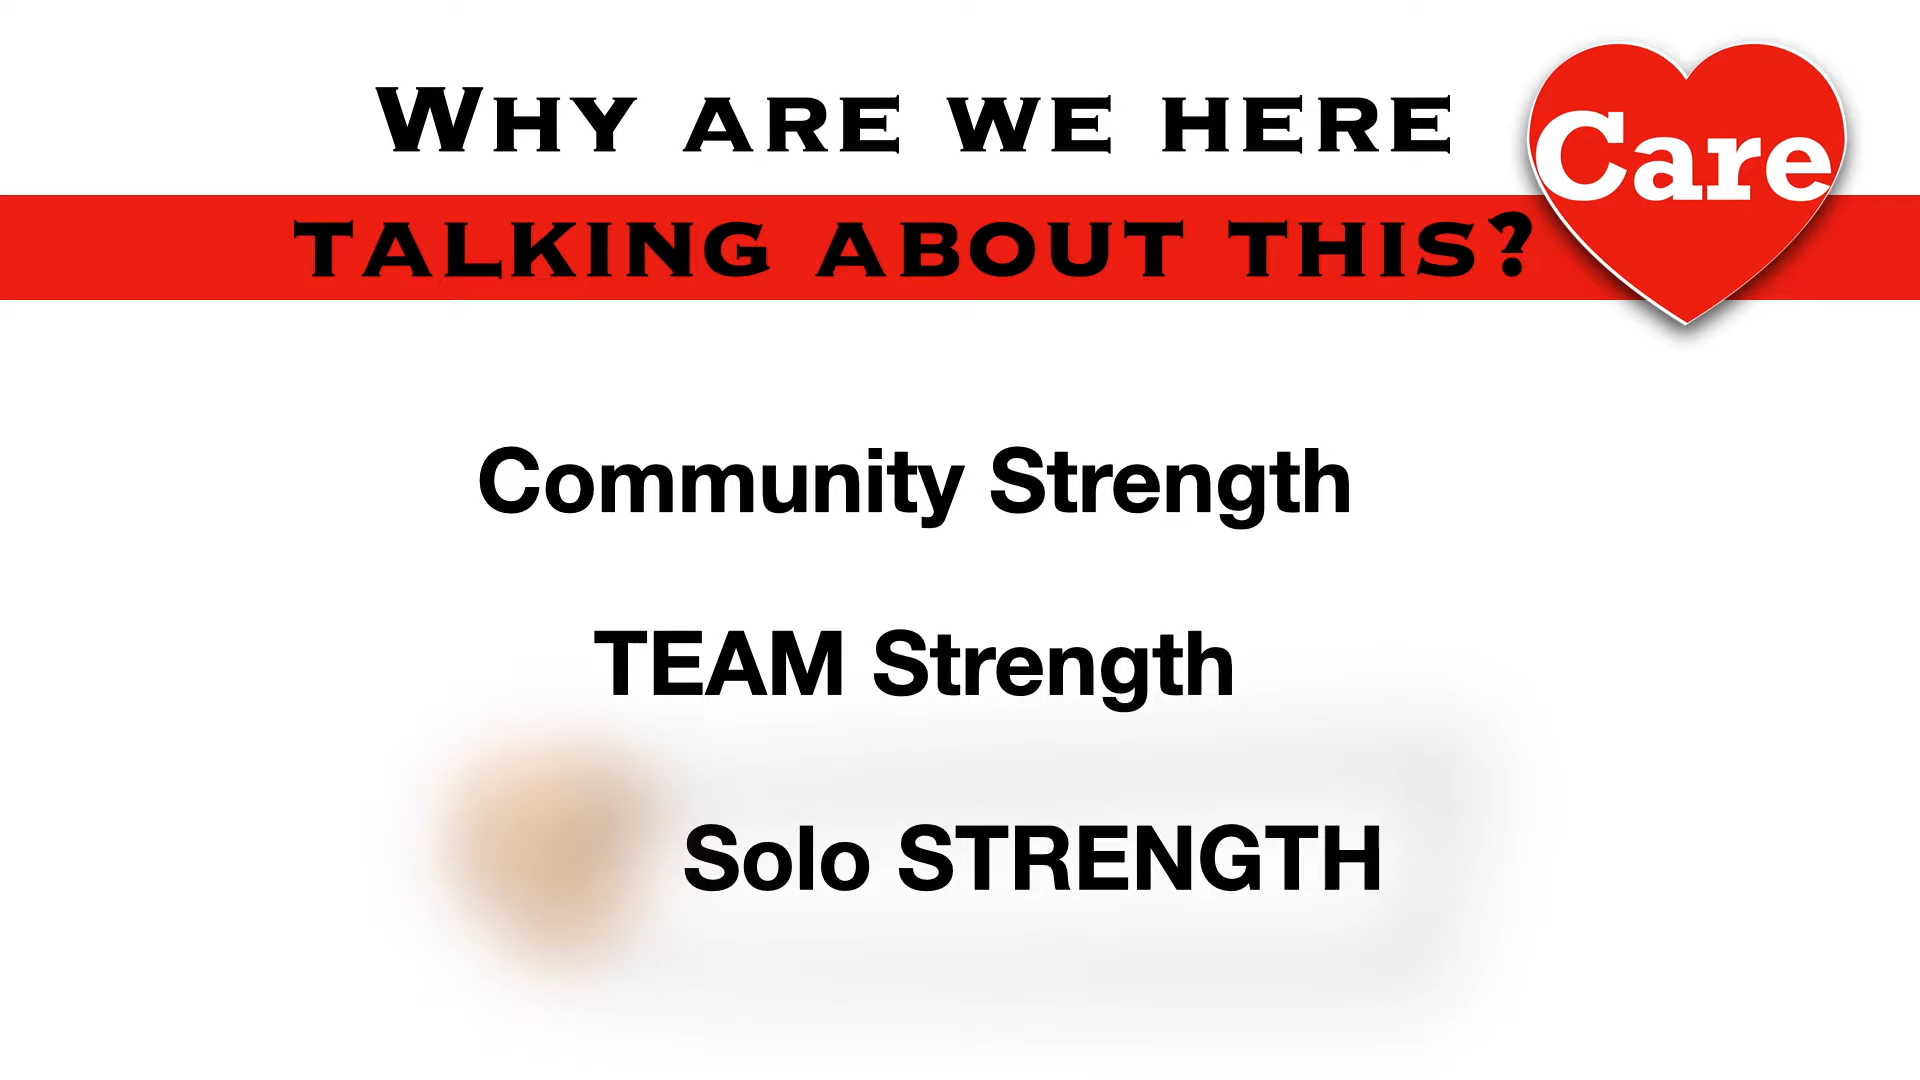 Why are we here
talking about this?
Care
Community Strength
TEAM Strength
Solo STRENGTH